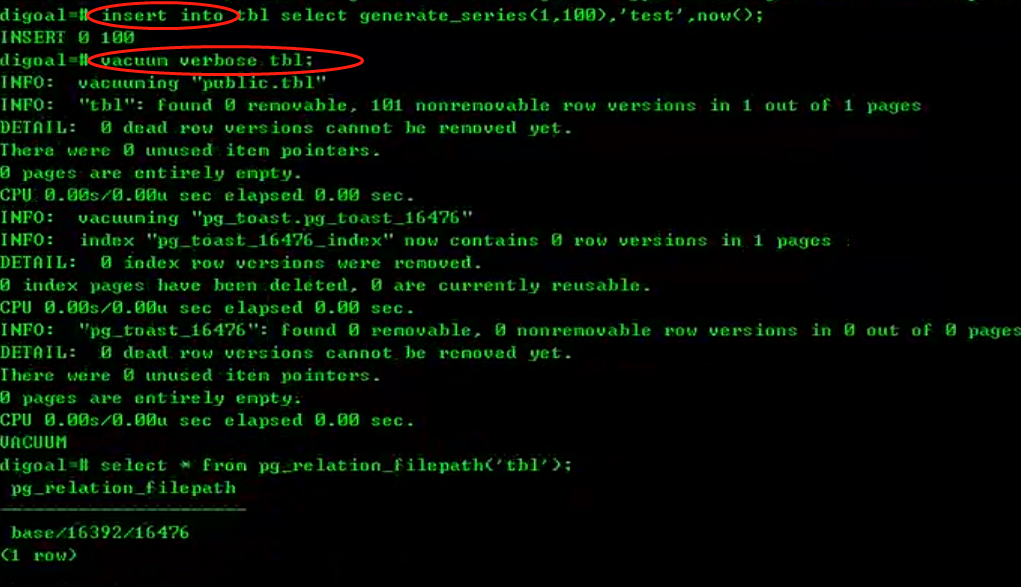 digoal=# insert into tbl select generate_series(1,100),'test',now();
INSERT 0 100
digoal=# vacuum verbose tbl;
INFO:  vacuuming "public.tbl"
INFO:  "tbl": found 0 removable, 101 nonremovable row versions in 1 out of 1 pages
DETAIL:  0 dead row versions cannot be removed yet.
There were 0 unused item pointers.
0 pages are entirely empty.
CPU 0.00s/0.00u sec elapsed 0.00 sec.
INFO:  vacuuming "pg_toast.pg_toast_16476"
INFO:  index "pg_toast_16476_index" now contains 0 row versions in 1 pages
DETAIL:  0 index row versions were removed.
0 index pages have been deleted, 0 are currently reusable.
CPU 0.00s/0.00u sec elapsed 0.00 sec.
INFO:  "pg_toast_16476": found 0 removable, 0 nonremovable row versions in 0 out of 0 pages
DETAIL:  0 dead row versions cannot be removed yet.
There were 0 unused item pointers.
0 pages are entirely empty.
CPU 0.00s/0.00u sec elapsed 0.00 sec.
VACUUM
digoal=# select * from pg_relation_filepath('tbl');
pg_relation_filepath
----------------------
base/16392/16476
(1 row)